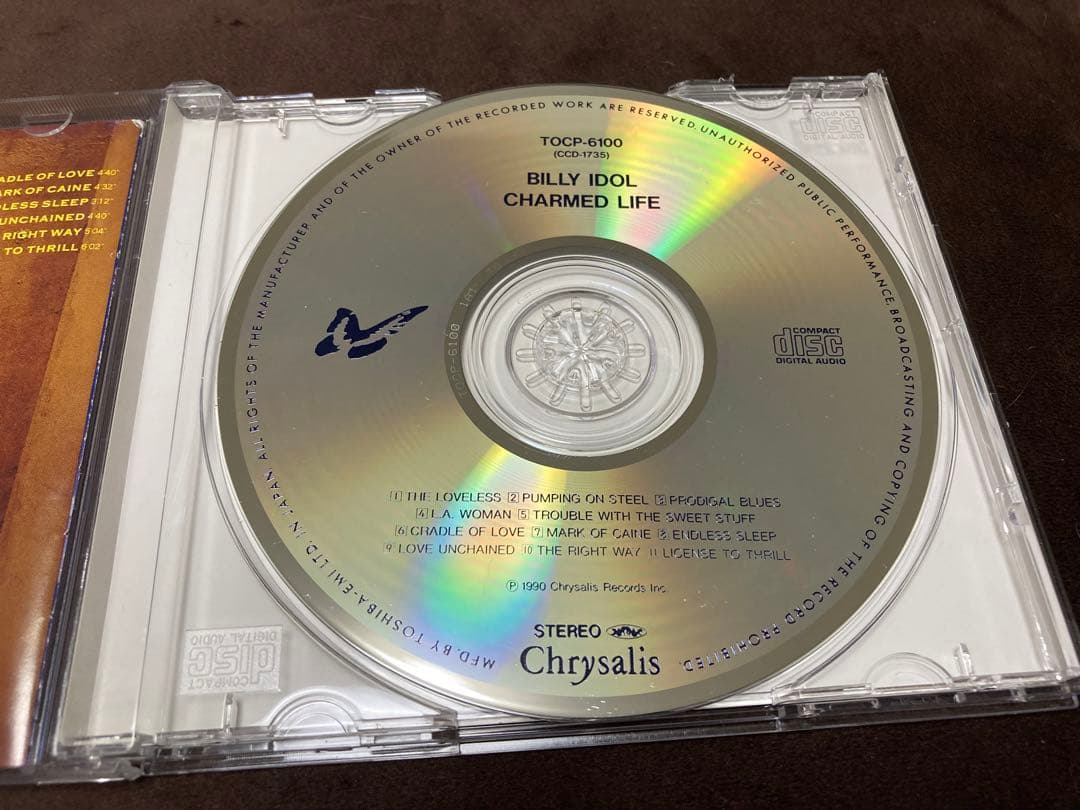 CRADLE OF LOVE 4'40"
MARK OF CAINE 4'32"
ENDLESS SLEEP 3'12"
UNCHAINED 4'40"
RIGHT WAY 5'04"
TO THRILL 6'02"
ALL RIGHTS OF THE MANUFACTURER AND OF THE OWNER OF THE RECORDED WORK ARE RESERVED. UNAUTHORIZED PUBLIC PERFORMANCE, BROADCASTING AND COPYING OF THE RECORD PROHIBITED.
MFD. BY TOSHIBA-EMI LTD. IN JAPAN.
TOCP-6100
(CCD-1735)
BILLY IDOL
CHARMED LIFE
TOCP-6100 1A1
COMPACT
disc
DIGITAL AUDIO
1 THE LOVELESS 2 PUMPING ON STEEL 3 PRODIGAL BLUES
4 L.A. WOMAN 5 TROUBLE WITH THE SWEET STUFF
6 CRADLE OF LOVE 7 MARK OF CAINE 8 ENDLESS SLEEP
9 LOVE UNCHAINED 10 THE RIGHT WAY 11 LICENSE TO THRILL
Ⓟ 1990 Chrysalis Records Inc.
STEREO
Chrysalis
COMPACT
disc
DIGITAL AUDIO
COMPACT
disc
DIGITAL AUDIO